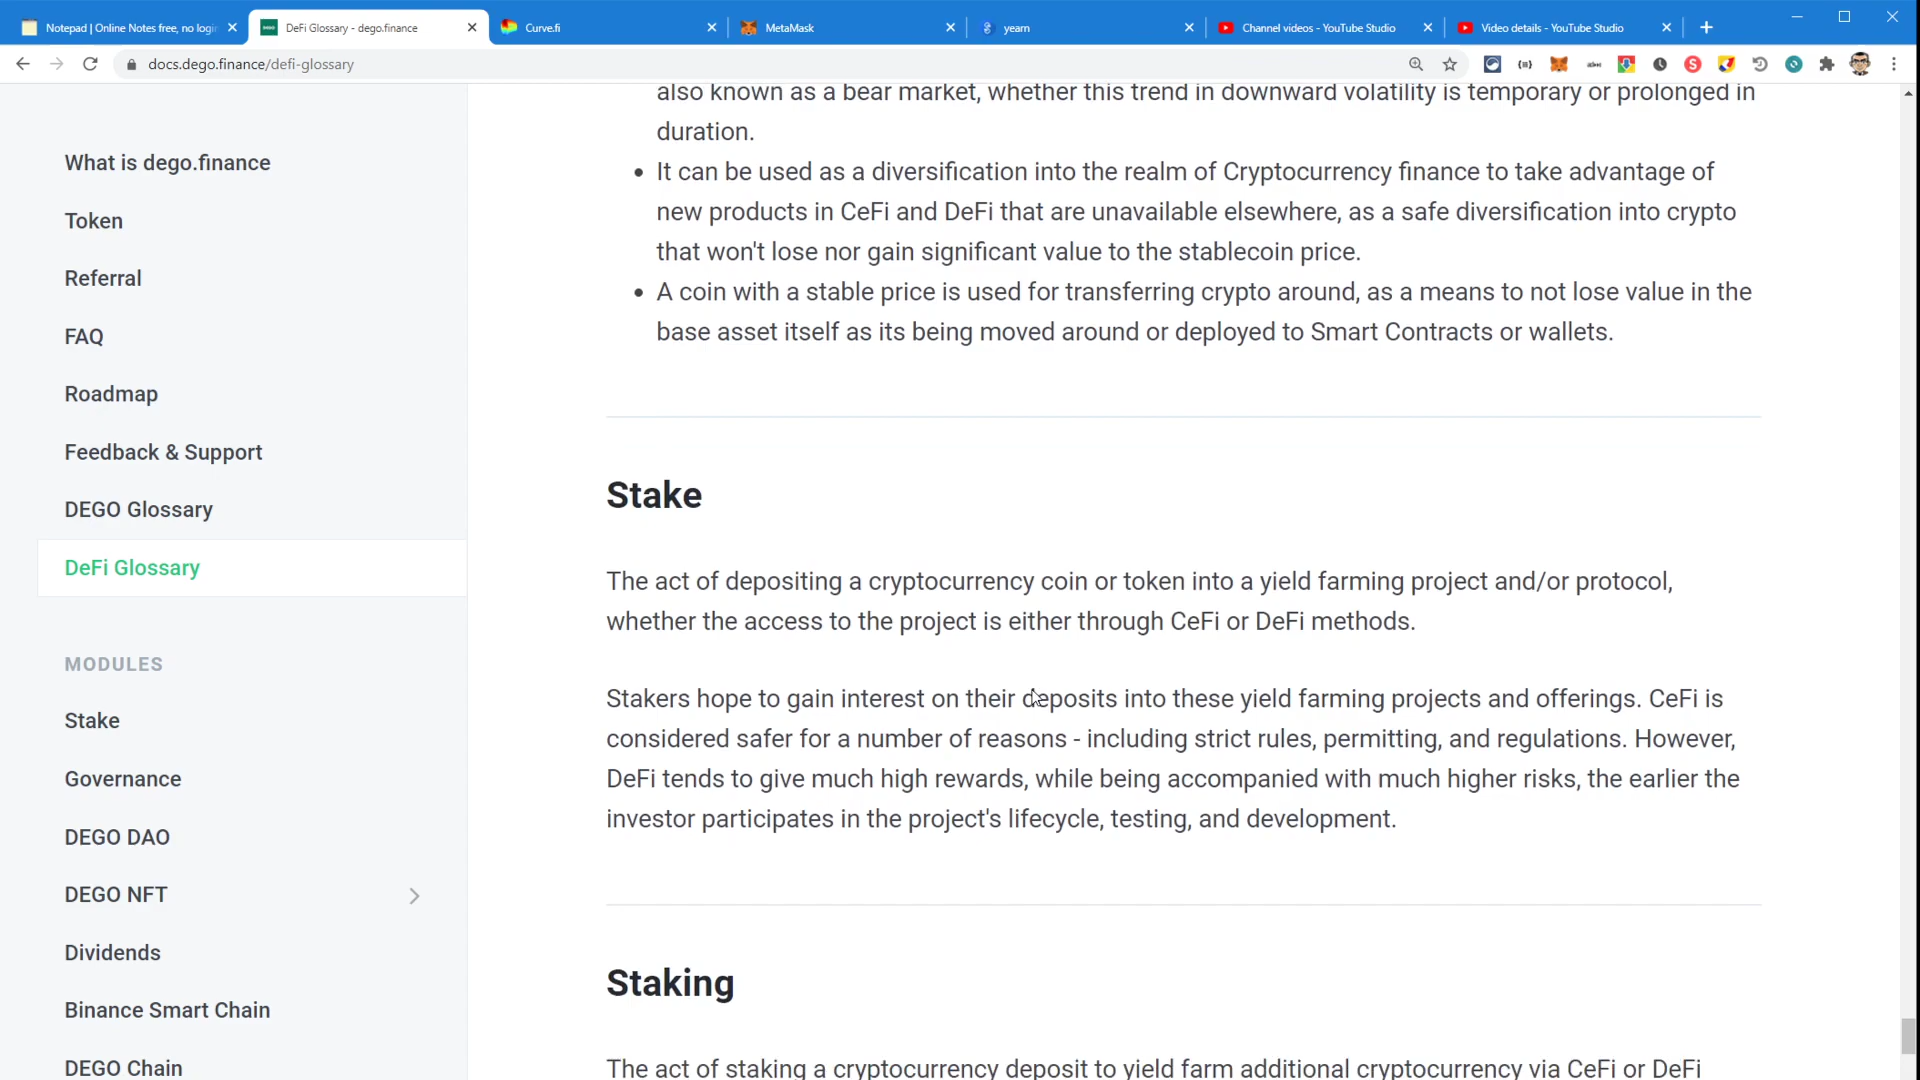 Notepad | Online Notes free, no login
DeFi Glossary - dego.finance
Curve.fi
MetaMask
yearn
Channel videos - YouTube Studio
Video details - YouTube Studio
docs.dego.finance/defi-glossary
What is dego.finance
Token
Referral
FAQ
Roadmap
Feedback & Support
DEGO Glossary
DeFi Glossary
MODULES
Stake
Governance
DEGO DAO
DEGO NFT
Dividends
Binance Smart Chain
DEGO Chain
also known as a bear market, whether this trend in downward volatility is temporary or prolonged in
duration.
• It can be used as a diversification into the realm of Cryptocurrency finance to take advantage of
new products in CeFi and DeFi that are unavailable elsewhere, as a safe diversification into crypto
that won't lose nor gain significant value to the stablecoin price.
• A coin with a stable price is used for transferring crypto around, as a means to not lose value in the
base asset itself as its being moved around or deployed to Smart Contracts or wallets.
Stake
The act of depositing a cryptocurrency coin or token into a yield farming project and/or protocol,
whether the access to the project is either through CeFi or DeFi methods.
Stakers hope to gain interest on their deposits into these yield farming projects and offerings. CeFi is
considered safer for a number of reasons - including strict rules, permitting, and regulations. However,
DeFi tends to give much high rewards, while being accompanied with much higher risks, the earlier the
investor participates in the project's lifecycle, testing, and development.
Staking
The act of staking a cryptocurrency deposit to yield farm additional cryptocurrency via CeFi or DeFi